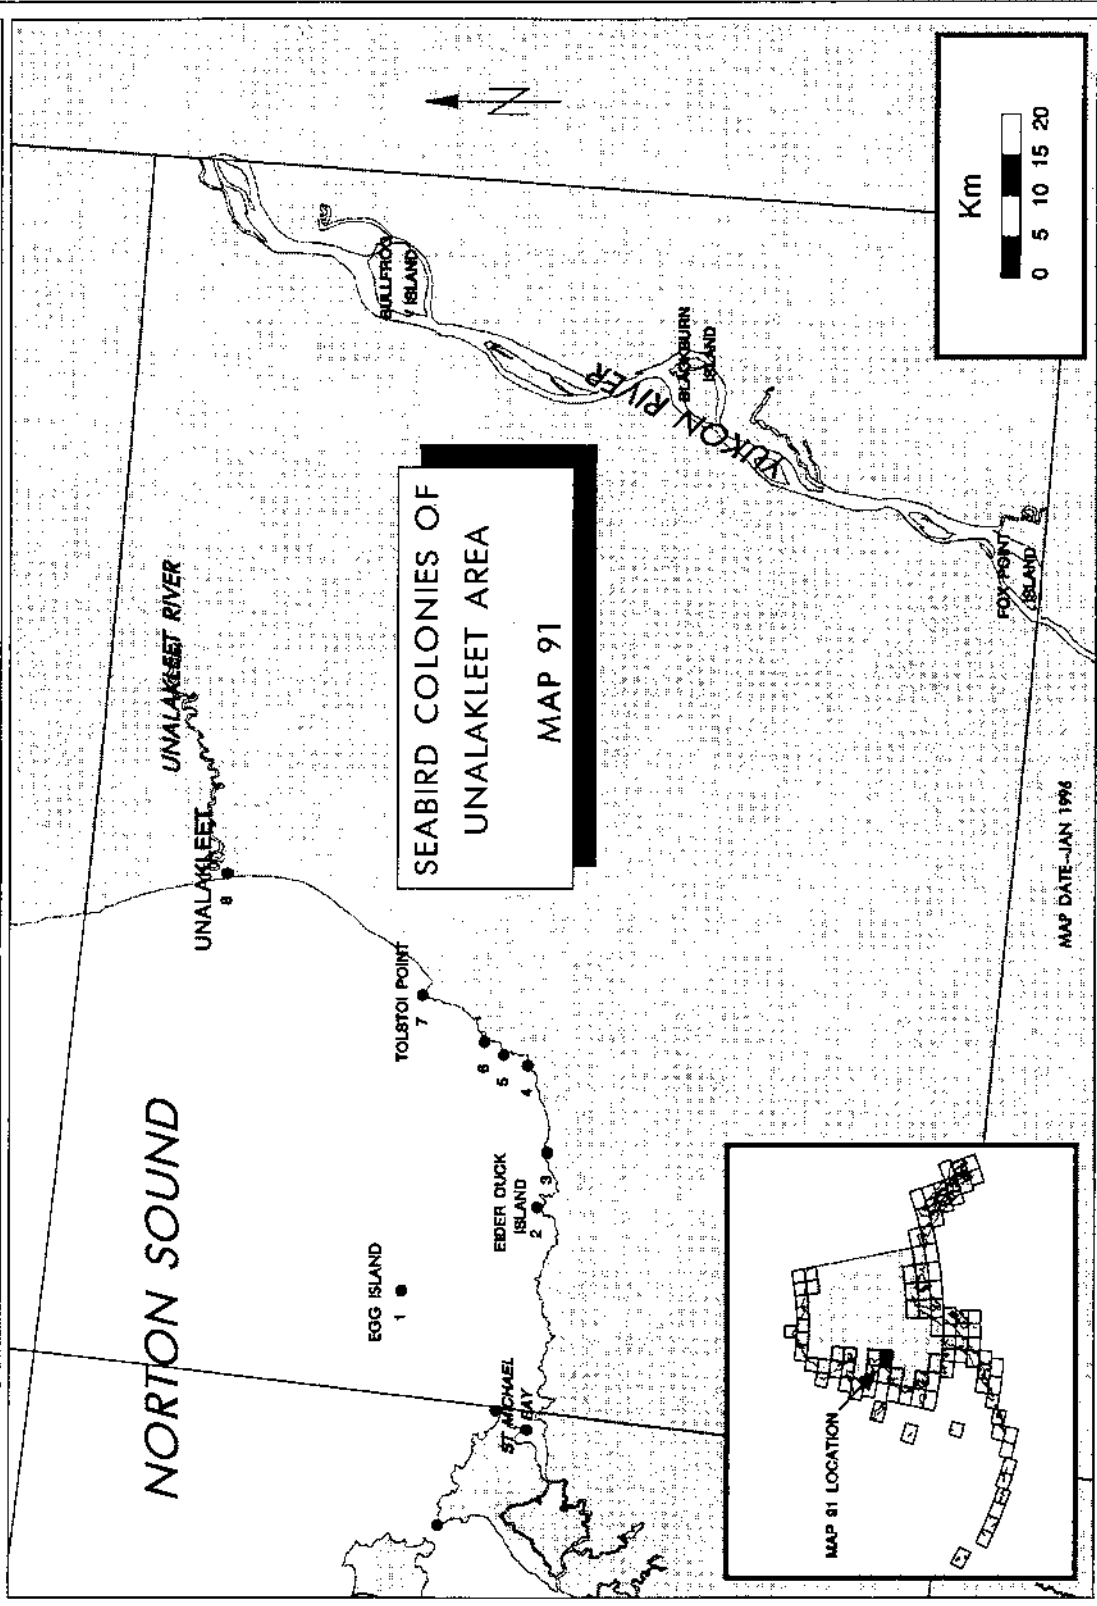 NORTON SOUND
UNALAKLEET RIVER
UNALAKLEET
8
TOLSTOI POINT
7
6
5
4
3
EIDER DUCK
ISLAND
2
EGG ISLAND
1
ST MICHAEL
BAY
SEABIRD COLONIES OF
UNALAKLEET AREA
MAP 91
N
BULLFROG
ISLAND
YUKON RIVER
BLACKBURN
ISLAND
FOX POINT
ISLAND
Km
0 5 10 15 20
MAP 91 LOCATION
MAP DATE-JAN 1996